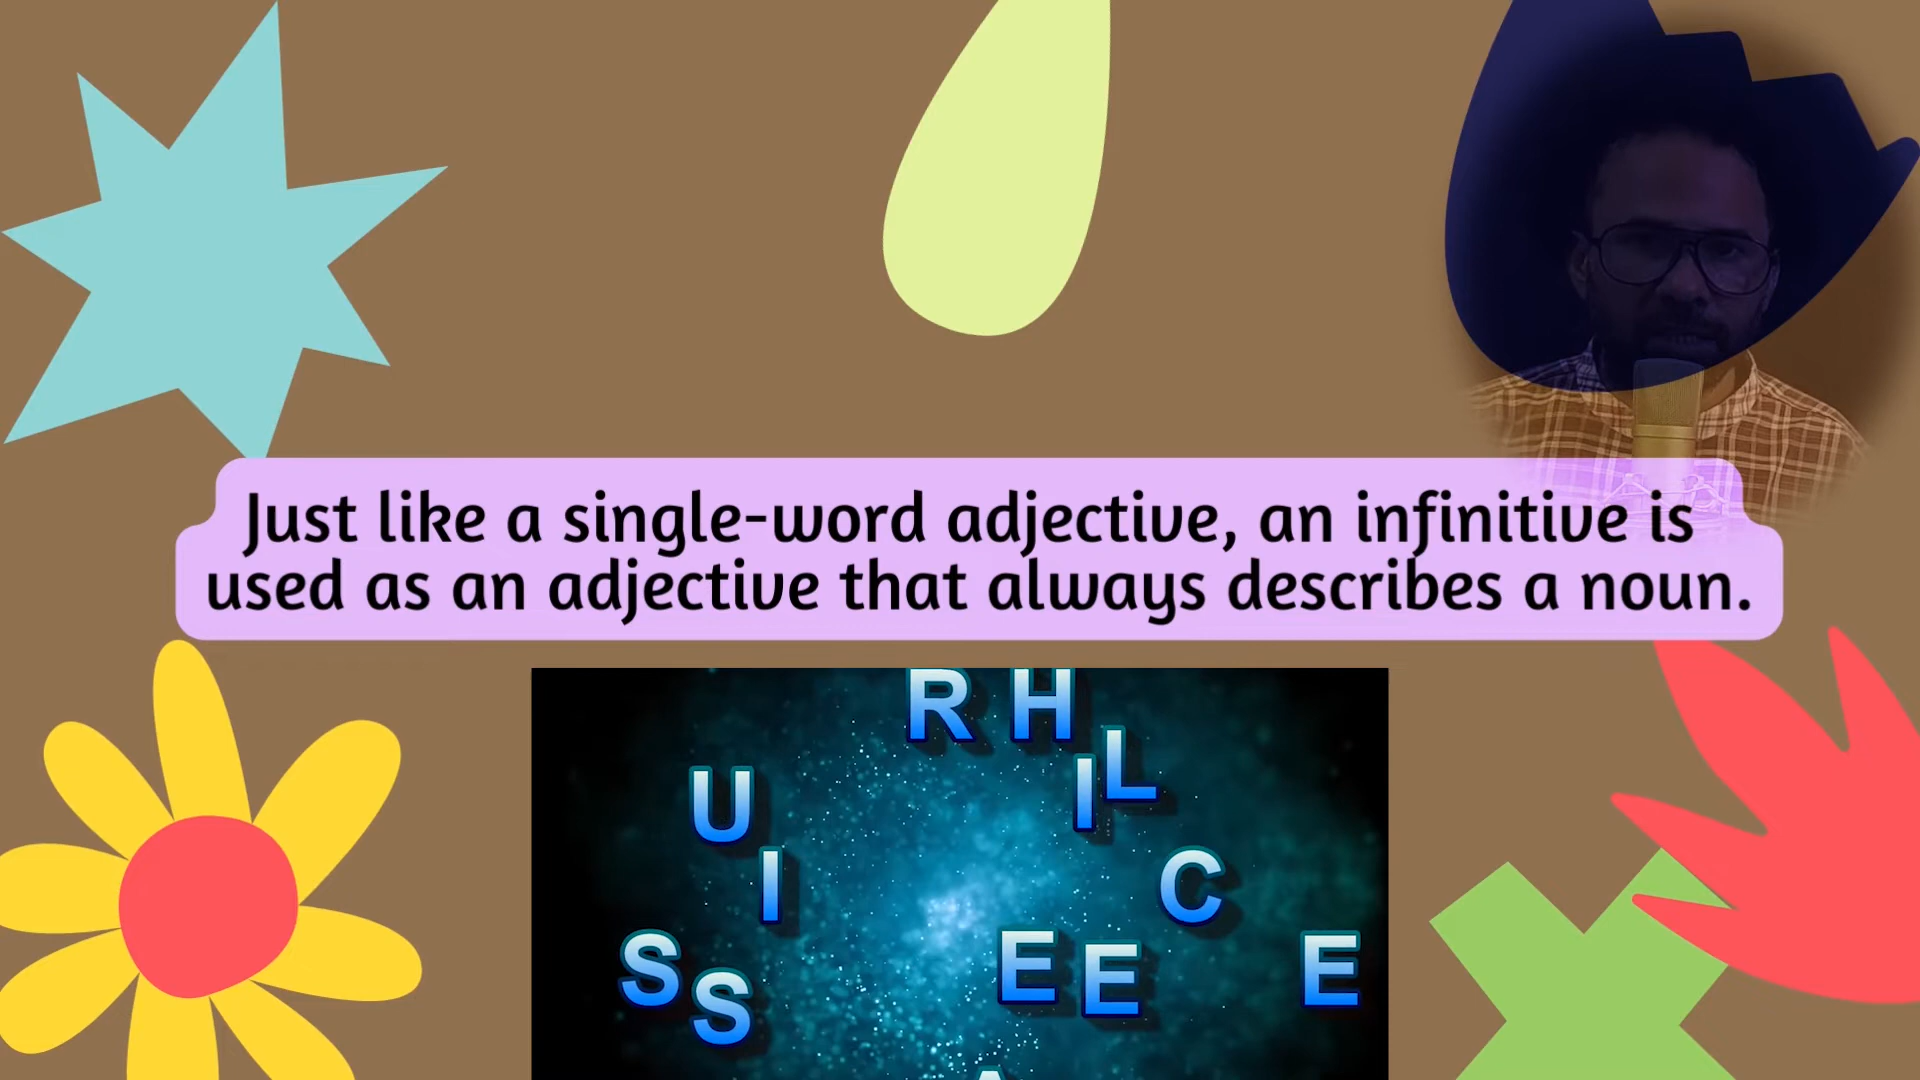 Just like a single-word adjective, an infinitive is
used as an adjective that always describes a noun.
R H
I L
U
I
C
S
S
E E
E